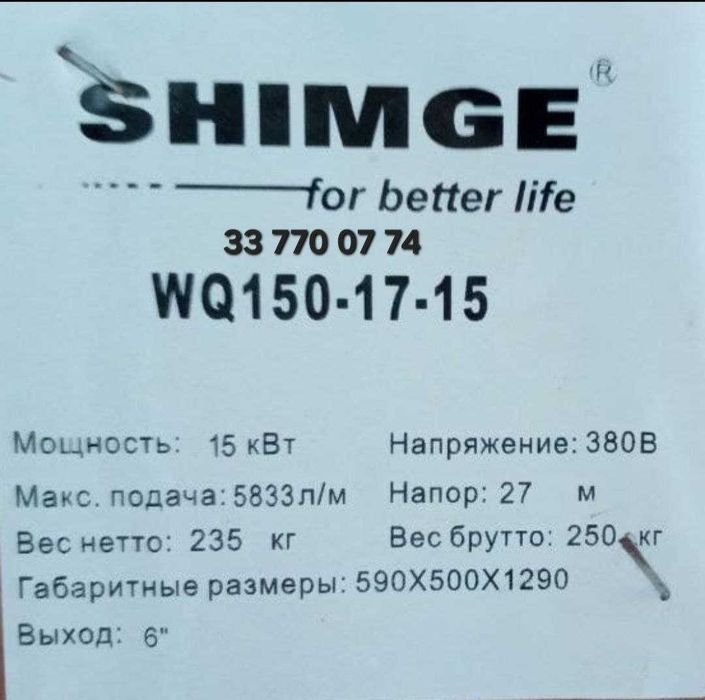 SHIMGE®
for better life
33 770 07 74
WQ150-17-15
Мощность: 15 кВт Напряжение: 380В
Макс. подача: 5833л/м Напор: 27 м
Вес нетто: 235 кг Вес брутто: 250 кг
Габаритные размеры: 590X500X1290
Выход: 6"